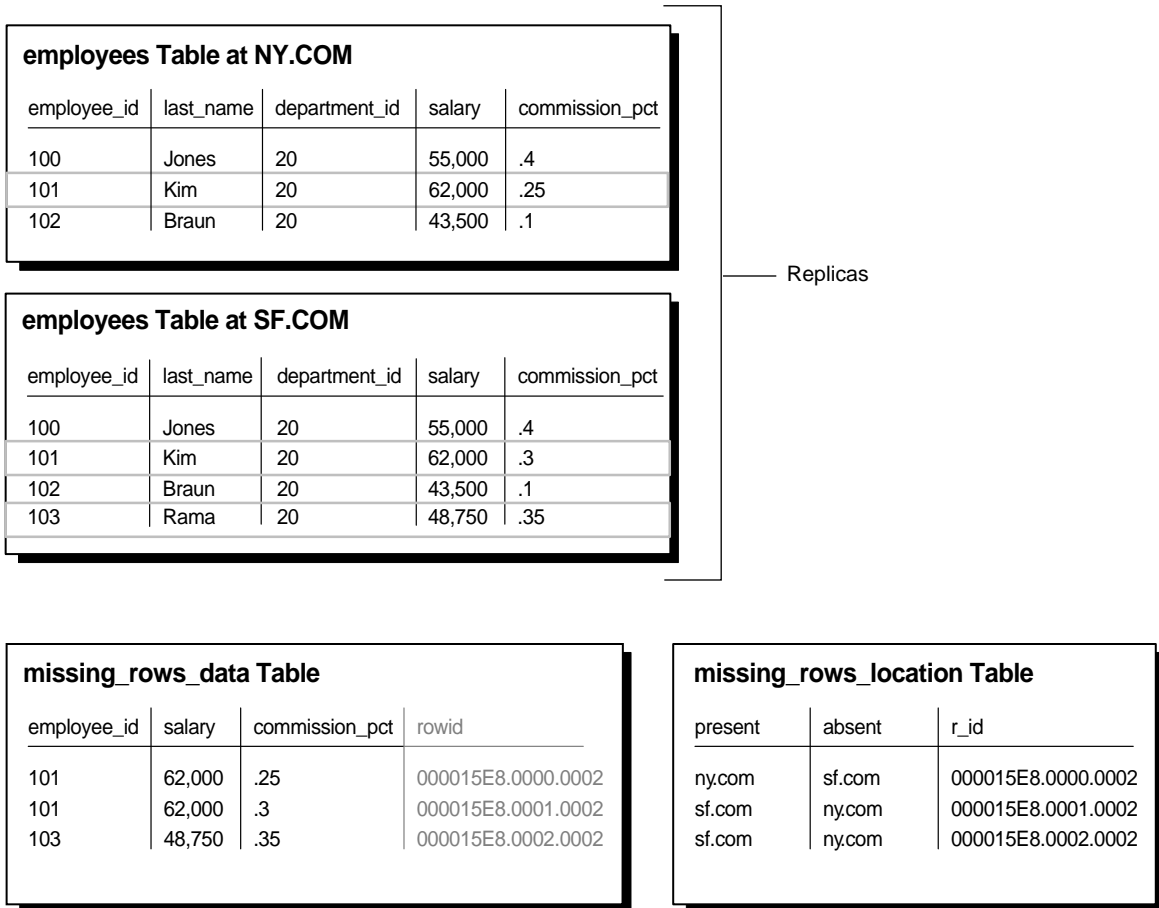 employees Table at NY.COM
employee_id last_name department_id salary commission_pct
100 Jones 20 55,000 .4
101 Kim 20 62,000 .25
102 Braun 20 43,500 .1
Replicas
employees Table at SF.COM
employee_id last_name department_id salary commission_pct
100 Jones 20 55,000 .4
101 Kim 20 62,000 .3
102 Braun 20 43,500 .1
103 Rama 20 48,750 .35
missing_rows_data Table
employee_id salary commission_pct rowid
101 62,000 .25 000015E8.0000.0002
101 62,000 .3 000015E8.0001.0002
103 48,750 .35 000015E8.0002.0002
missing_rows_location Table
present absent r_id
ny.com sf.com 000015E8.0000.0002
sf.com ny.com 000015E8.0001.0002
sf.com ny.com 000015E8.0002.0002